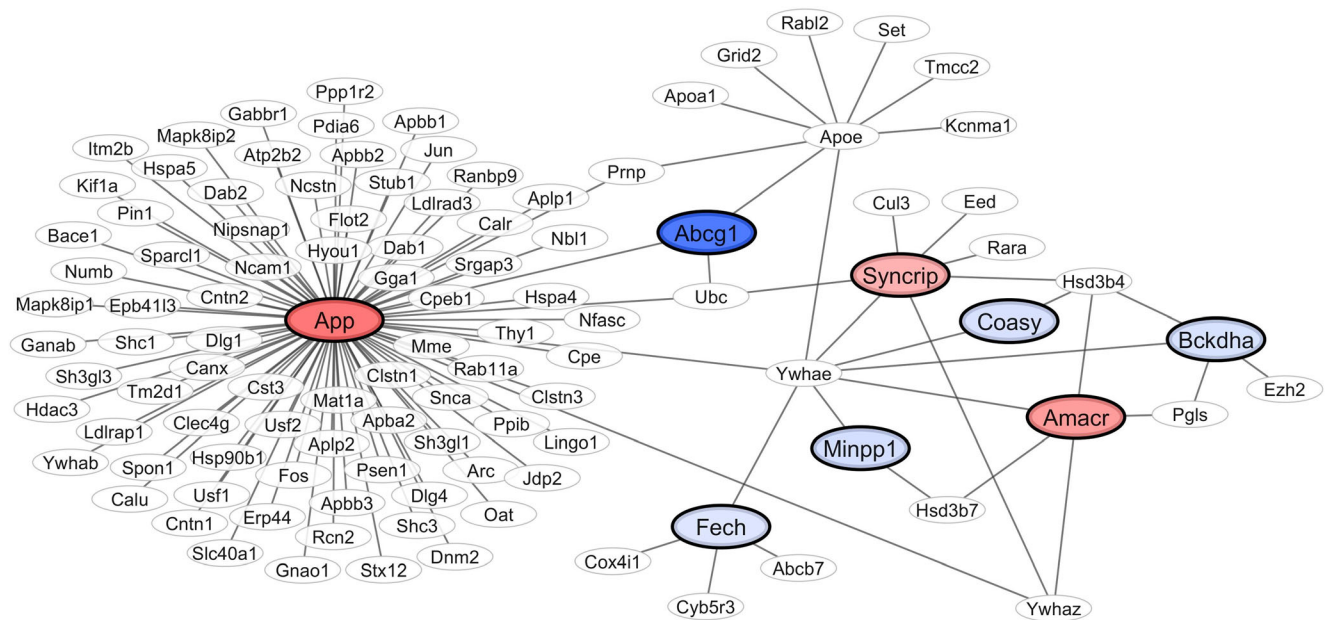 Rabl2
Set
Grid2
Tmcc2
Ppp1r2
Apoa1
Gabbr1
Pdia6
Apbb1
Kcnma1
Mapk8ip2
Apoe
Itm2b
Atp2b2
Apbb2
Jun
Hspa5
Prnp
Kif1a
Dab2
Ncstn
Stub1
Ranbp9
Aplp1
Ldlrad3
Cul3
Eed
Pin1
Nipsnap1
Flot2
Calr
Abcg1
Bace1
Sparcl1
Hyou1
Dab1
Nbl1
Rara
Numb
Ncam1
Gga1
Srgap3
Syncrip
Hsd3b4
Cntn2
Cpeb1
Hspa4
Ubc
Mapk8ip1
Epb41l3
App
Nfasc
Coasy
Thy1
Bckdha
Ganab
Shc1
Dlg1
Mme
Cpe
Sh3gl3
Canx
Clstn1
Rab11a
Ywhae
Tm2d1
Cst3
Ezh2
Hdac3
Mat1a
Snca
Clstn3
Ldlrap1
Clec4g
Usf2
Apba2
Ppib
Amacr
Pgls
Aplp2
Sh3gl1
Lingo1
Minpp1
Ywhab
Spon1
Hsp90b1
Psen1
Arc
Jdp2
Fos
Calu
Usf1
Apbb3
Dlg4
Oat
Hsd3b7
Cntn1
Erp44
Shc3
Fech
Slc40a1
Rcn2
Dnm2
Cox4i1
Abcb7
Gnao1
Stx12
Cyb5r3
Ywhaz